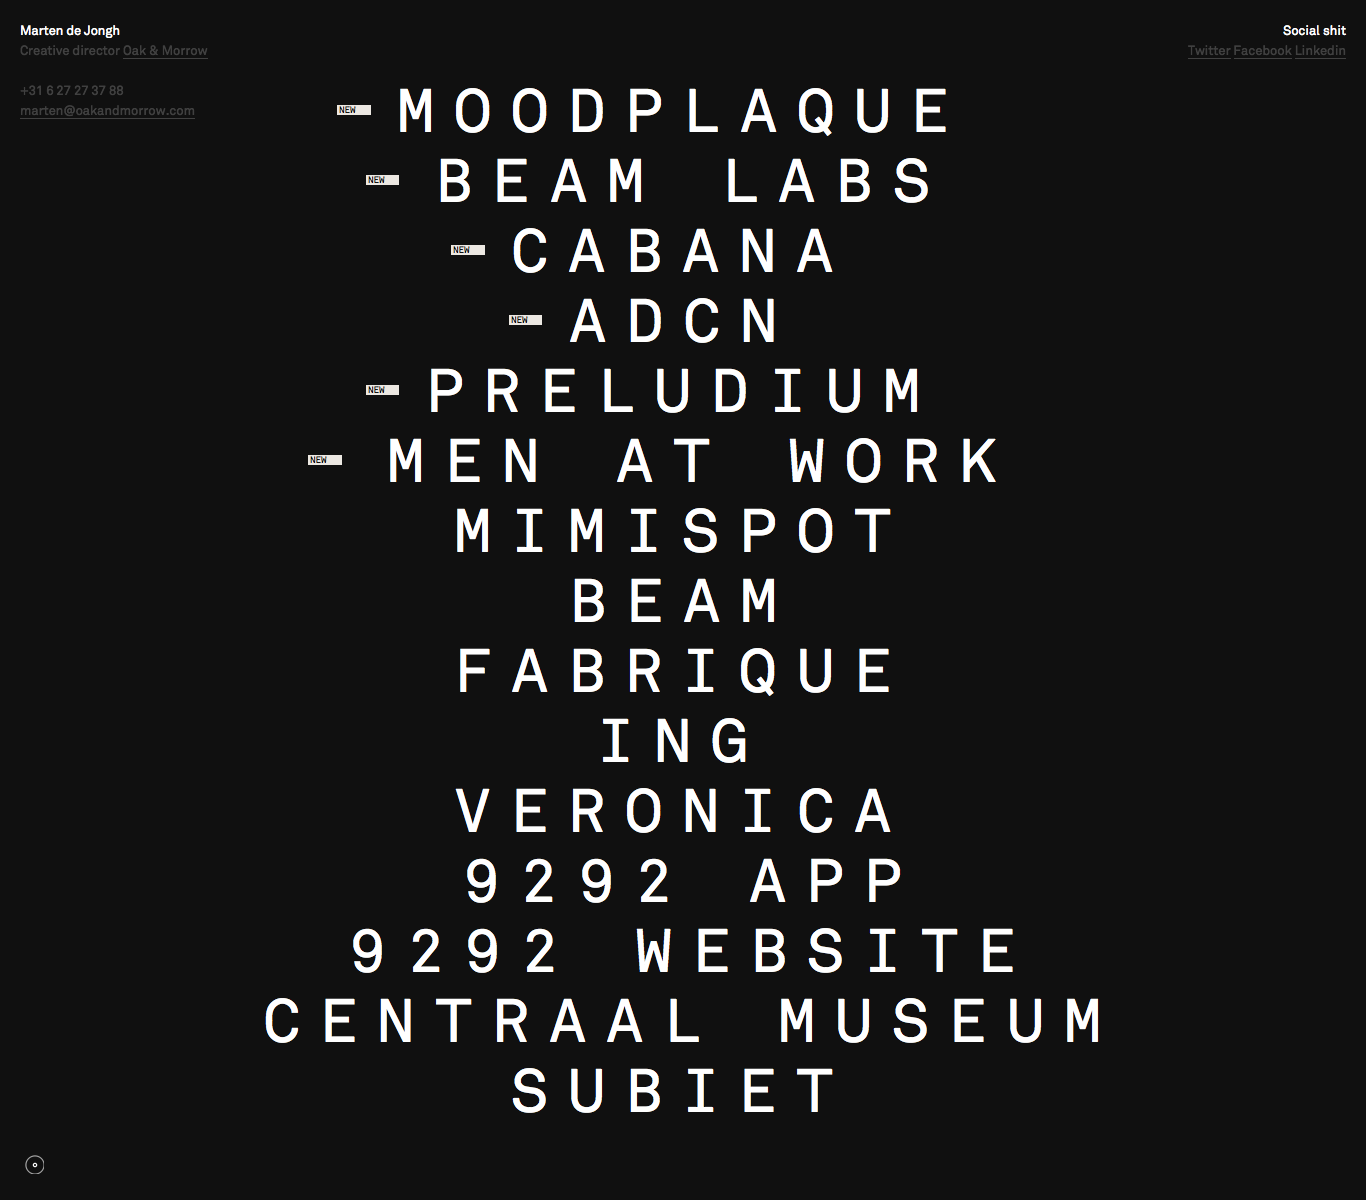 Marten de Jongh
Creative director Oak & Morrow
+31 6 27 27 37 88
marten@oakandmorrow.com
Social shit
Twitter Facebook Linkedin
NEW MOODPLAQUE
NEW BEAM LABS
NEW CABANA
NEW ADCN
NEW PRELUDIUM
NEW MEN AT WORK
MIMISPOT
BEAM
FABRIQUE
ING
VERONICA
9292 APP
9292 WEBSITE
CENTRAAL MUSEUM
SUBIET